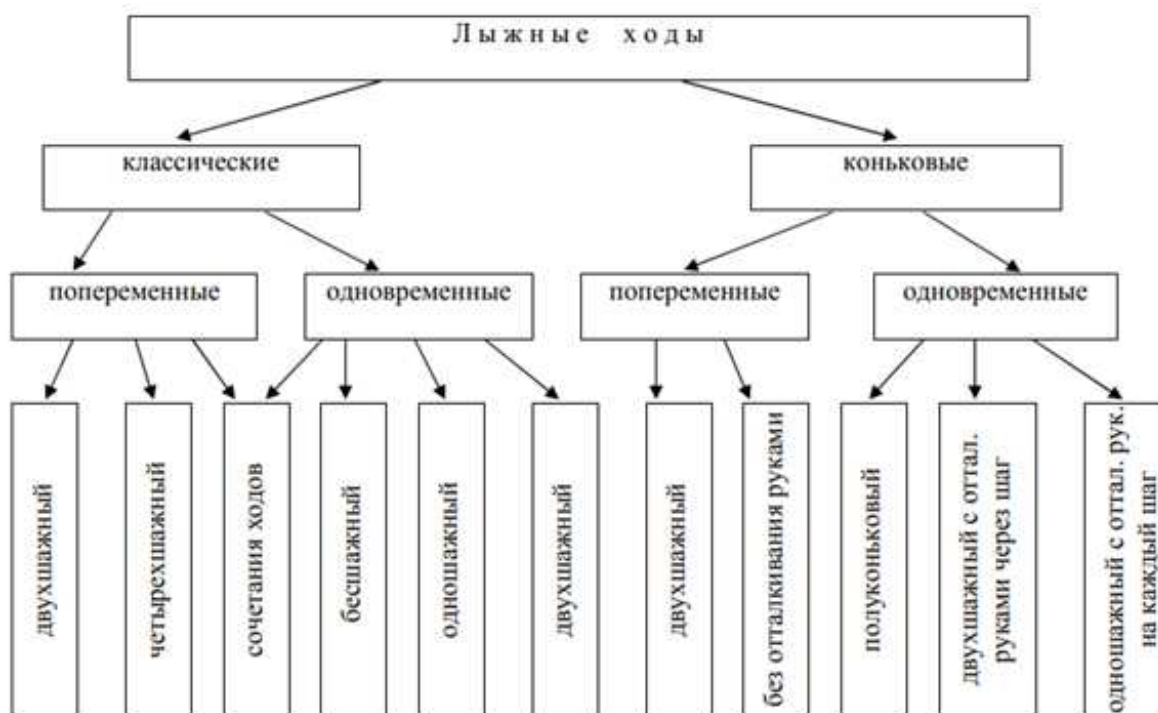 Лыжные ходы
классические
коньковые
попеременные
одновременные
попеременные
одновременные
двухшажный
четырехшажный
сочетания ходов
бесшажный
одношажный
двухшажный
двухшажный
без отталкивания руками
полуконьковый
двухшажный с оттал.
руками через шаг
одношажный с оттал. рук.
на каждый шаг